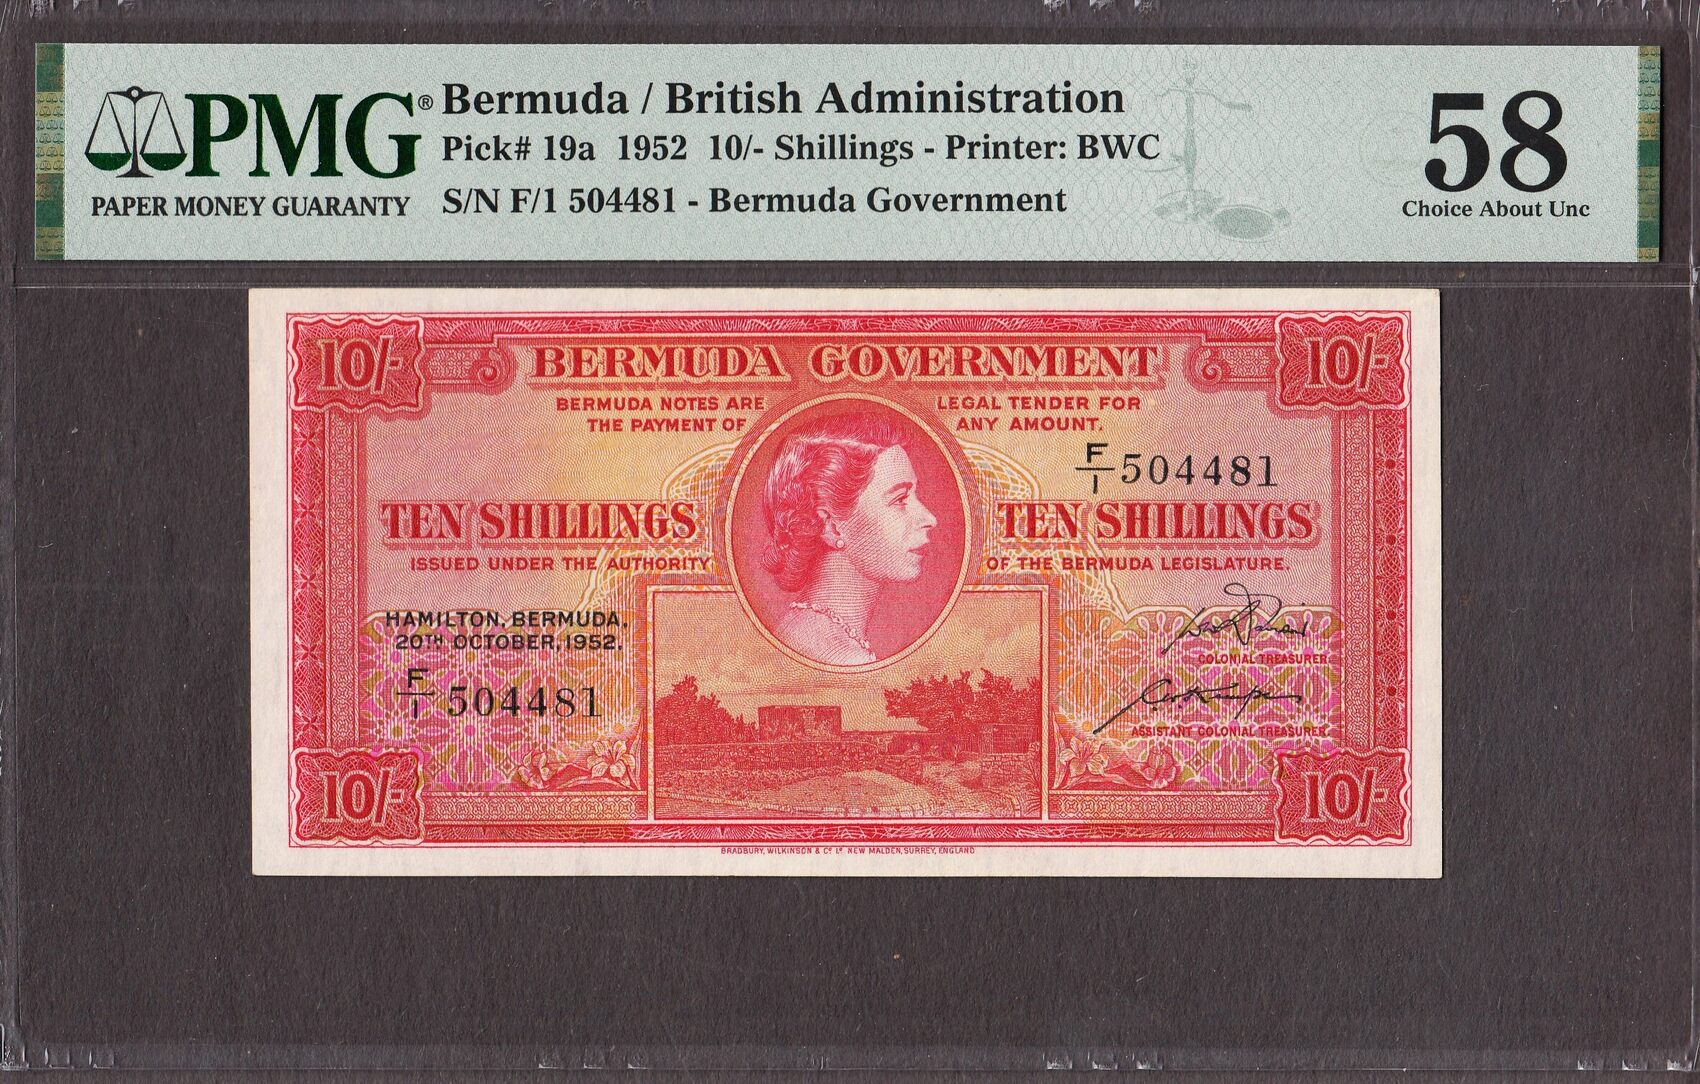 PMG®
PAPER MONEY GUARANTY
Bermuda / British Administration
Pick# 19a 1952 10/- Shillings - Printer: BWC
S/N F/1 504481 - Bermuda Government
58
Choice About Unc
10/- BERMUDA GOVERNMENT 10/-
BERMUDA NOTES ARE LEGAL TENDER FOR
THE PAYMENT OF ANY AMOUNT.
F/1 504481
TEN SHILLINGS TEN SHILLINGS
ISSUED UNDER THE AUTHORITY OF THE BERMUDA LEGISLATURE.
HAMILTON, BERMUDA,
20TH OCTOBER, 1952.
COLONIAL TREASURER.
F/1 504481
ASSISTANT COLONIAL TREASURER.
10/- 10/-
BRADBURY, WILKINSON & Co. Ld. NEW MALDEN, SURREY, ENGLAND